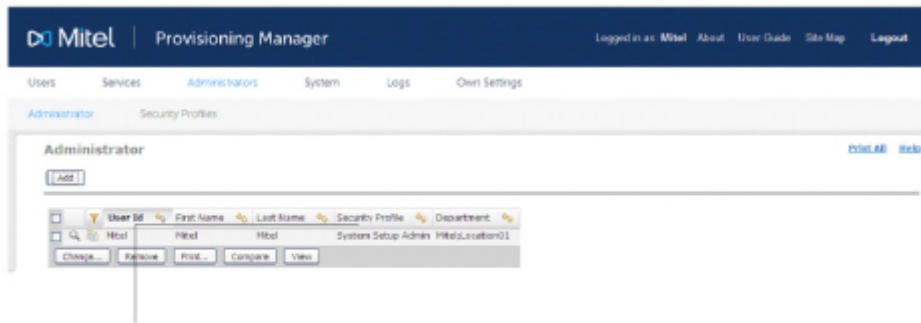 Mitel | Provisioning Manager Logged in as: Mitel About User Guide Site Map Logout
Users Services Administrators System Logs Own Settings
Administrator Security Profiles
Administrator Print All Help
Add
User Id First Name Last Name Security Profile Department
Mitel Mitel Mitel System Setup Admin Mitel:Location01
Change... Remove Print... Compare View